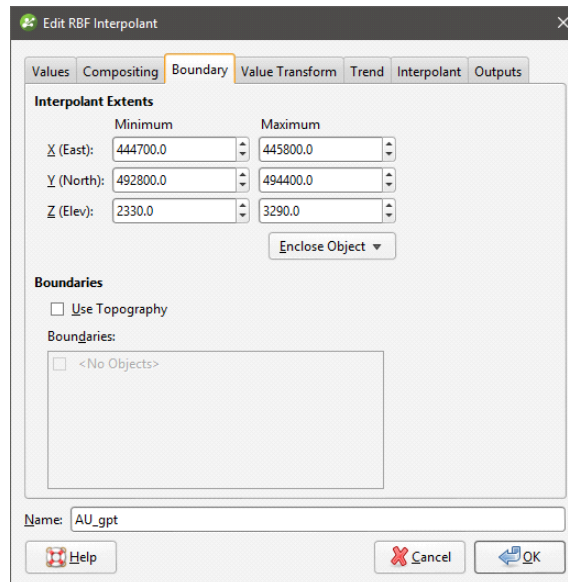 Edit RBF Interpolant
Values Compositing Boundary Value Transform Trend Interpolant Outputs
Interpolant Extents
Minimum Maximum
X (East): 444700.0 445800.0
Y (North): 492800.0 494400.0
Z (Elev): 2330.0 3290.0
Enclose Object
Boundaries
Use Topography
Boundaries:
<No Objects>
Name: AU_gpt
Help Cancel OK